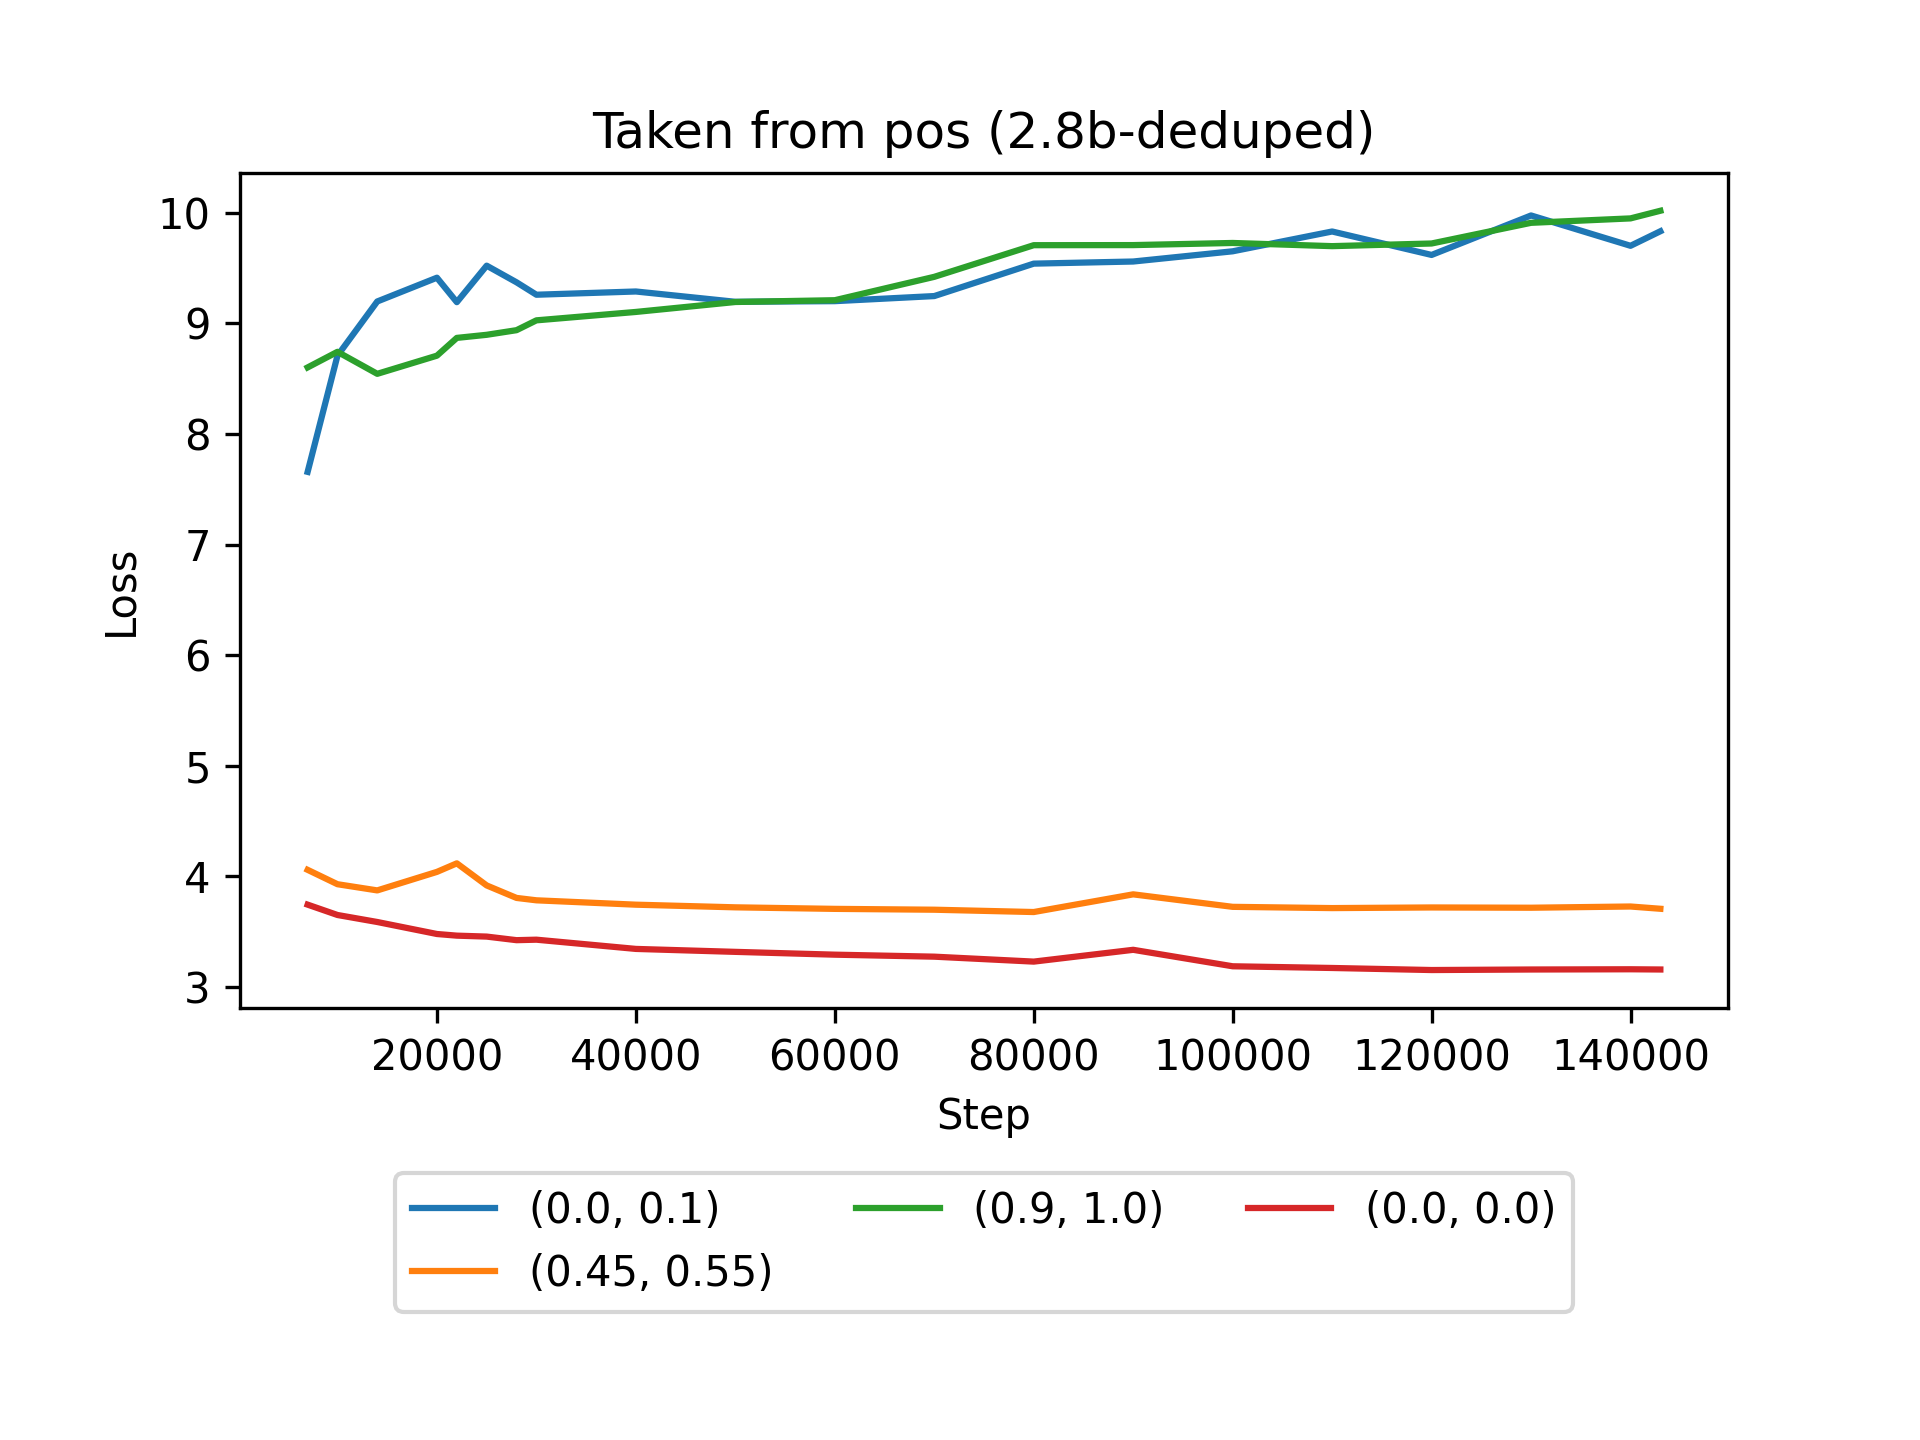 Taken from pos (2.8b-deduped)
10
9
8
7
6
5
4
3
Loss
20000 40000 60000 80000 100000 120000 140000
Step
(0.0, 0.1) (0.9, 1.0) (0.0, 0.0)
(0.45, 0.55)